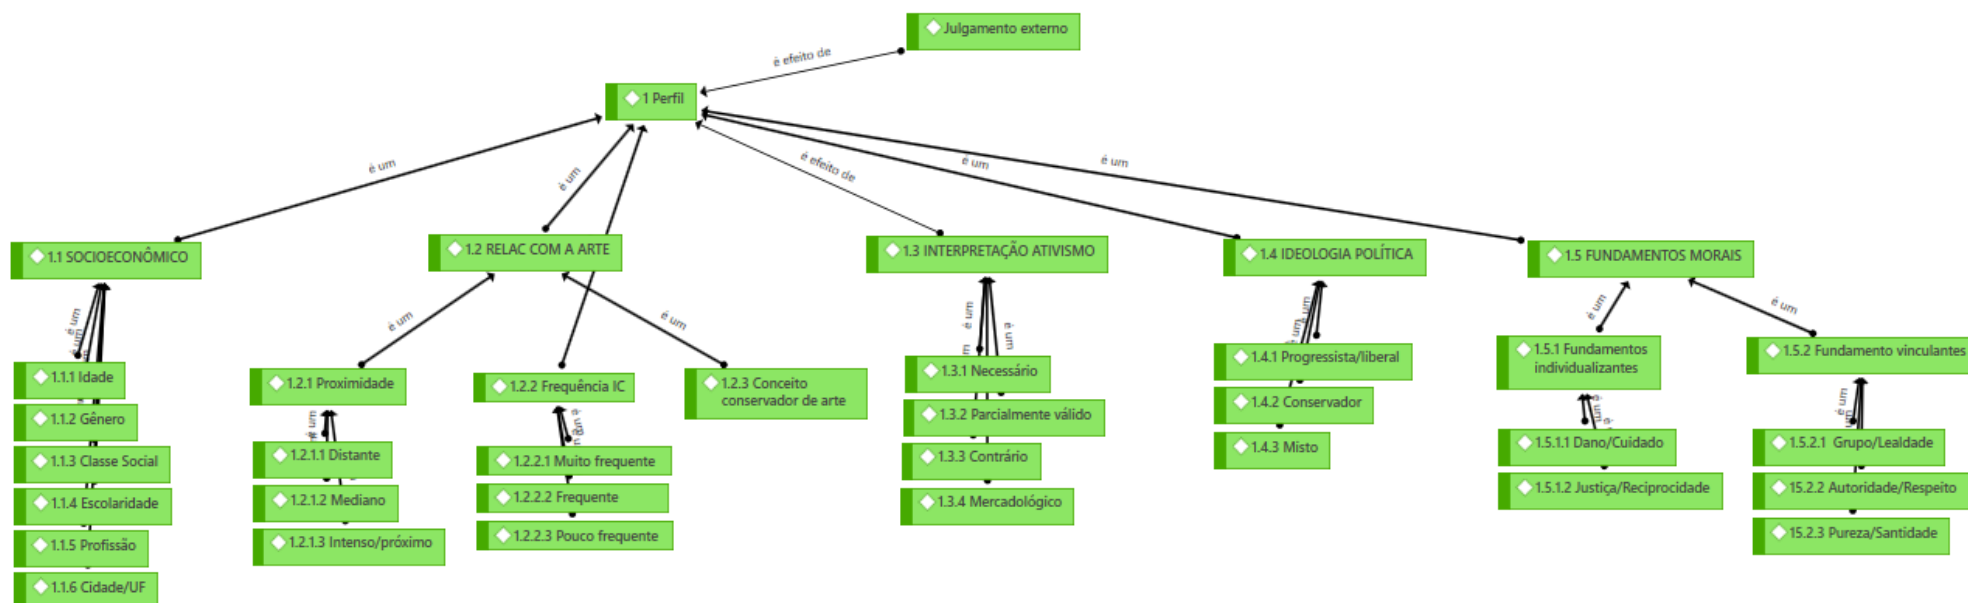 Julgamento externo
é efeito de
1 Perfil
é um
é um
é efeito de
é um
é um
1.1 SOCIOECONÔMICO
1.2 RELAC COM A ARTE
1.3 INTERPRETAÇÃO ATIVISMO
1.4 IDEOLOGIA POLÍTICA
1.5 FUNDAMENTOS MORAIS
é um
é um
é um
é um
é um
é um
é um
é um
é um
1.1.1 Idade
1.1.2 Gênero
1.1.3 Classe Social
1.1.4 Escolaridade
1.1.5 Profissão
1.1.6 Cidade/UF
1.2.1 Proximidade
é um
1.2.1.1 Distante
1.2.1.2 Mediano
1.2.1.3 Intenso/próximo
1.2.2 Frequência IC
é um
1.2.2.1 Muito frequente
1.2.2.2 Frequente
1.2.2.3 Pouco frequente
1.2.3 Conceito
conservador de arte
1.3.1 Necessário
1.3.2 Parcialmente válido
1.3.3 Contrário
1.3.4 Mercadológico
1.4.1 Progressista/liberal
1.4.2 Conservador
1.4.3 Misto
1.5.1 Fundamentos
individualizantes
é um
1.5.1.1 Dano/Cuidado
1.5.1.2 Justiça/Reciprocidade
1.5.2 Fundamento vinculantes
é um
1.5.2.1 Grupo/Lealdade
15.2.2 Autoridade/Respeito
15.2.3 Pureza/Santidade